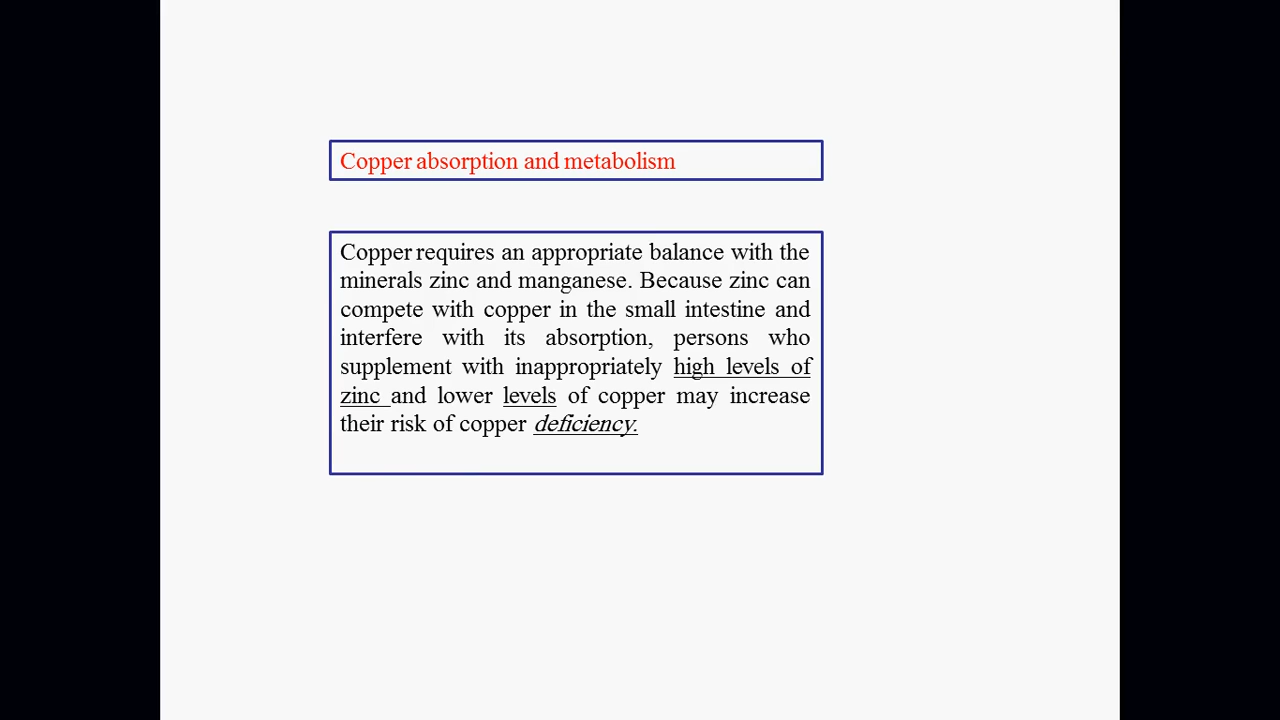 Copper absorption and metabolism
Copper requires an appropriate balance with the
minerals zinc and manganese. Because zinc can
compete with copper in the small intestine and
interfere with its absorption, persons who
supplement with inappropriately high levels of
zinc and lower levels of copper may increase
their risk of copper deficiency.